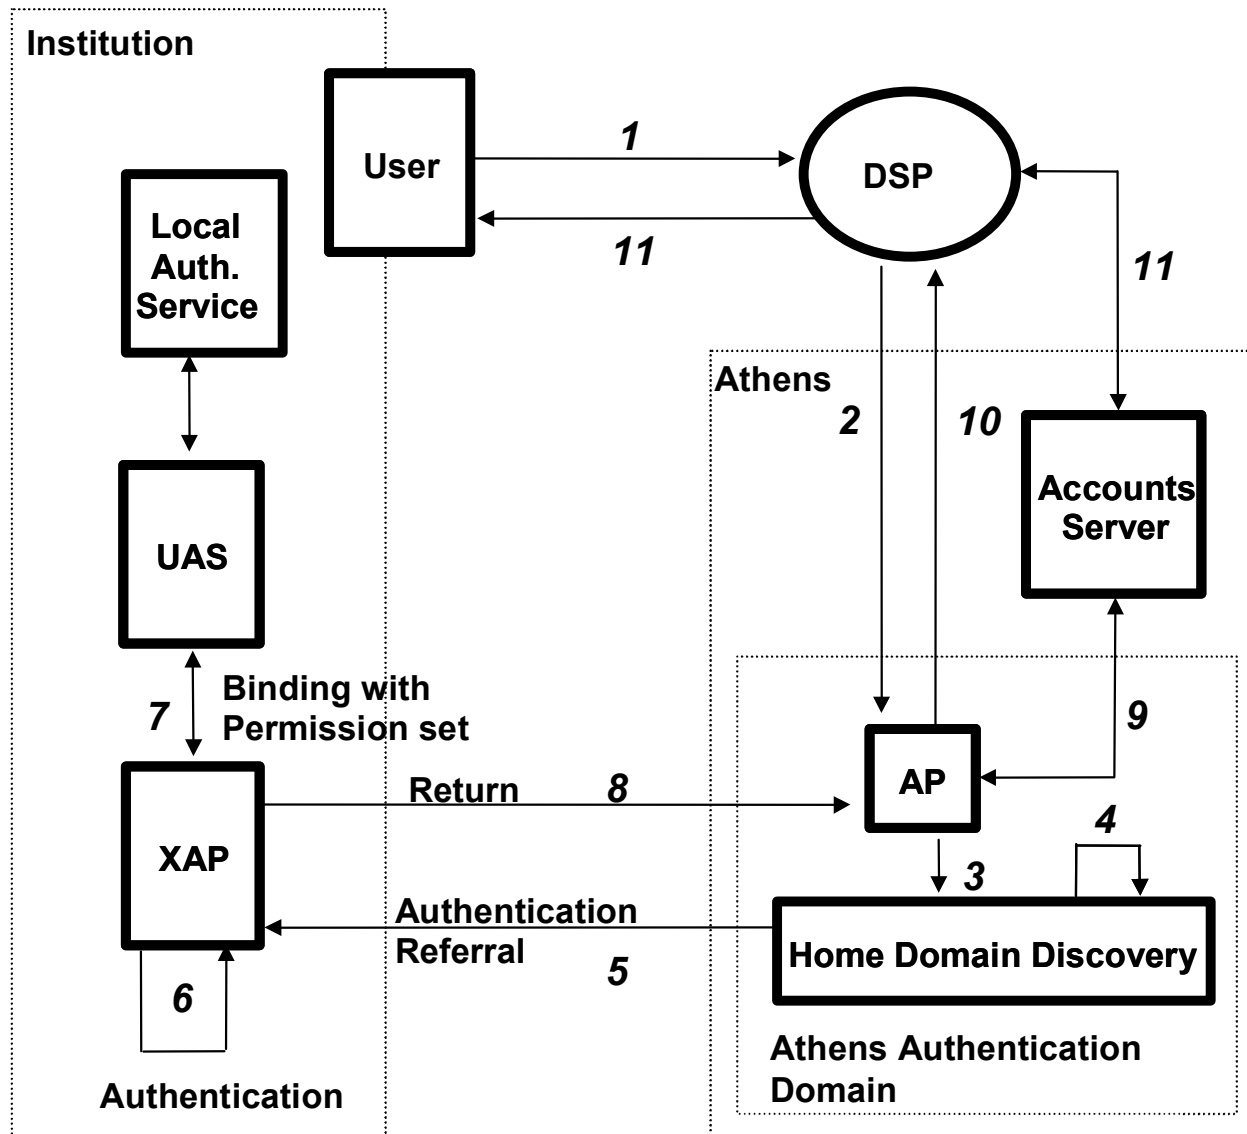 Institution
User
1
DSP
11
11
Local
Auth.
Service
Athens
2
10
Accounts
Server
UAS
7
Binding with
Permission set
9
AP
Return
8
XAP
4
3
Authentication
Referral
5
Home Domain Discovery
6
Athens Authentication
Domain
Authentication